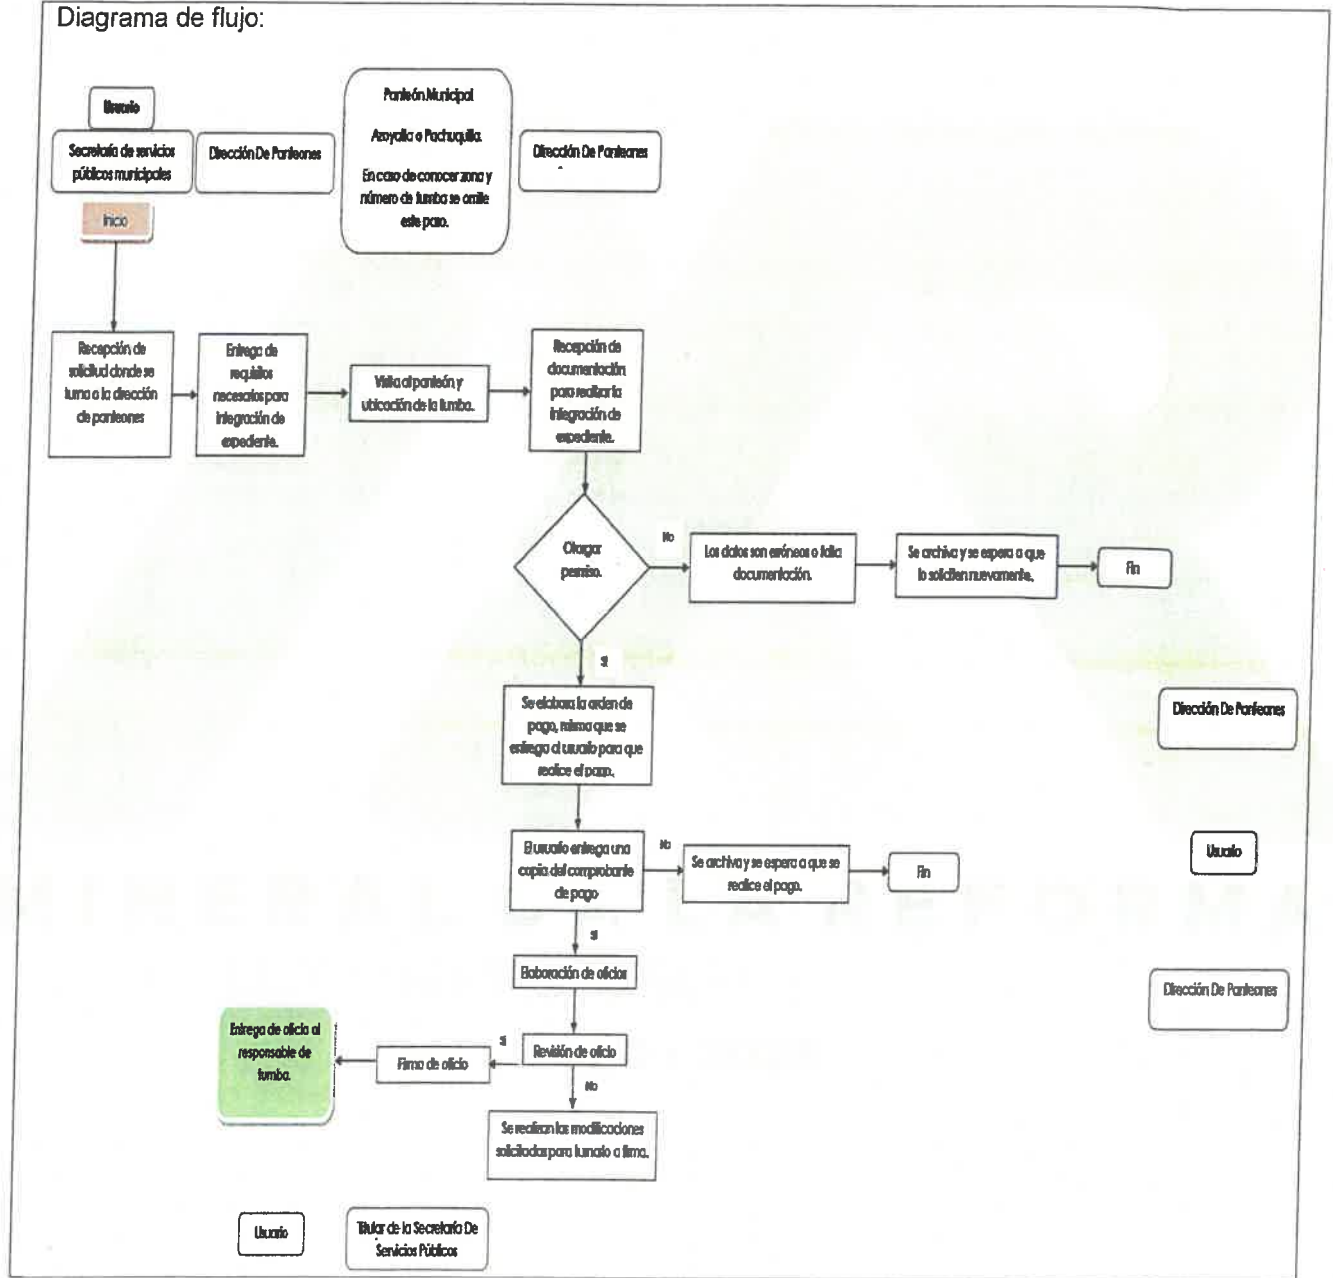 Diagrama de flujo:
Usuario
Secretaría de servicios
públicos municipales
Dirección De Panteones
Panteón Municipal
Azoyatla o Pachuquilla.
En caso de conocer zona y
número de tumba se omite
este paso.
Dirección De Panteones
Inicio
Recepción de
solicitud donde se
turna a la dirección
de panteones
Entrega de
requisitos
necesarios para
integración de
expediente.
Visita al panteón y
ubicación de la tumba.
Recepción de
documentación
para realizar la
integración de
expediente.
Otorgar
permiso.
No
Los datos son erróneos o falta
documentación.
Se archiva y se espera a que
lo soliciten nuevamente.
Fin
Si
Se elabora la orden de
pago, misma que se
entrega al usuario para que
realice el pago.
Dirección De Panteones
El usuario entrega una
copia del comprobante
de pago
No
Se archiva y se espera a que se
realice el pago.
Fin
Usuario
Si
Elaboración de oficios
Dirección De Panteones
Revisión de oficio
Si
Firma de oficio
Entrega de oficio al
responsable de
tumba.
No
Se realizan las modificaciones
solicitadas para turnarlo a firma.
Usuario
Titular de la Secretaría De
Servicios Públicos
MINERAL DE LA REFORMA